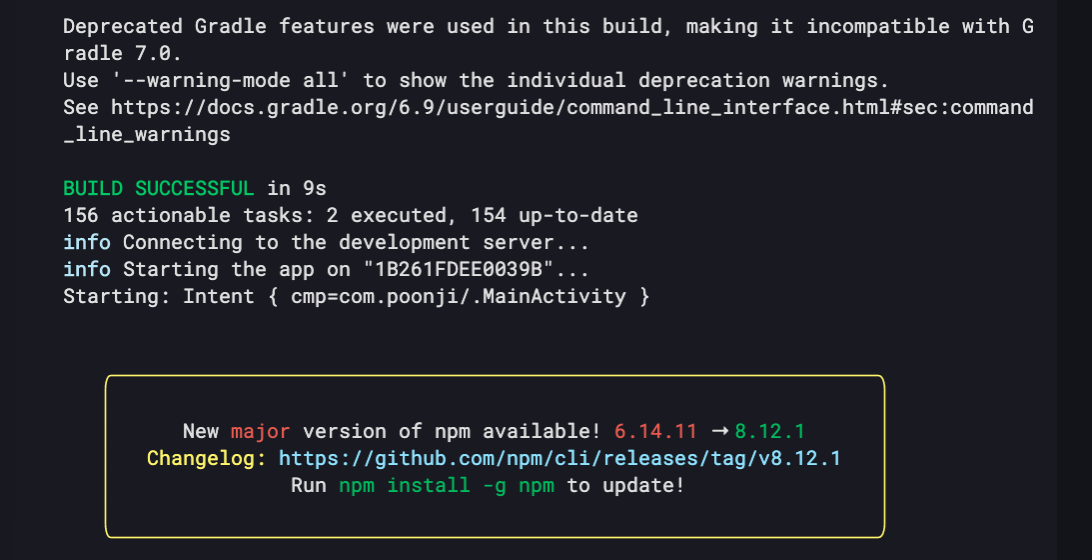 Deprecated Gradle features were used in this build, making it incompatible with G
radle 7.0.
Use '--warning-mode all' to show the individual deprecation warnings.
See https://docs.gradle.org/6.9/userguide/command_line_interface.html#sec:command
_line_warnings
BUILD SUCCESSFUL in 9s
156 actionable tasks: 2 executed, 154 up-to-date
info Connecting to the development server...
info Starting the app on "1B261FDEE0039B"...
Starting: Intent { cmp=com.poonji/.MainActivity }
New major version of npm available! 6.14.11 → 8.12.1
Changelog: https://github.com/npm/cli/releases/tag/v8.12.1
Run npm install -g npm to update!